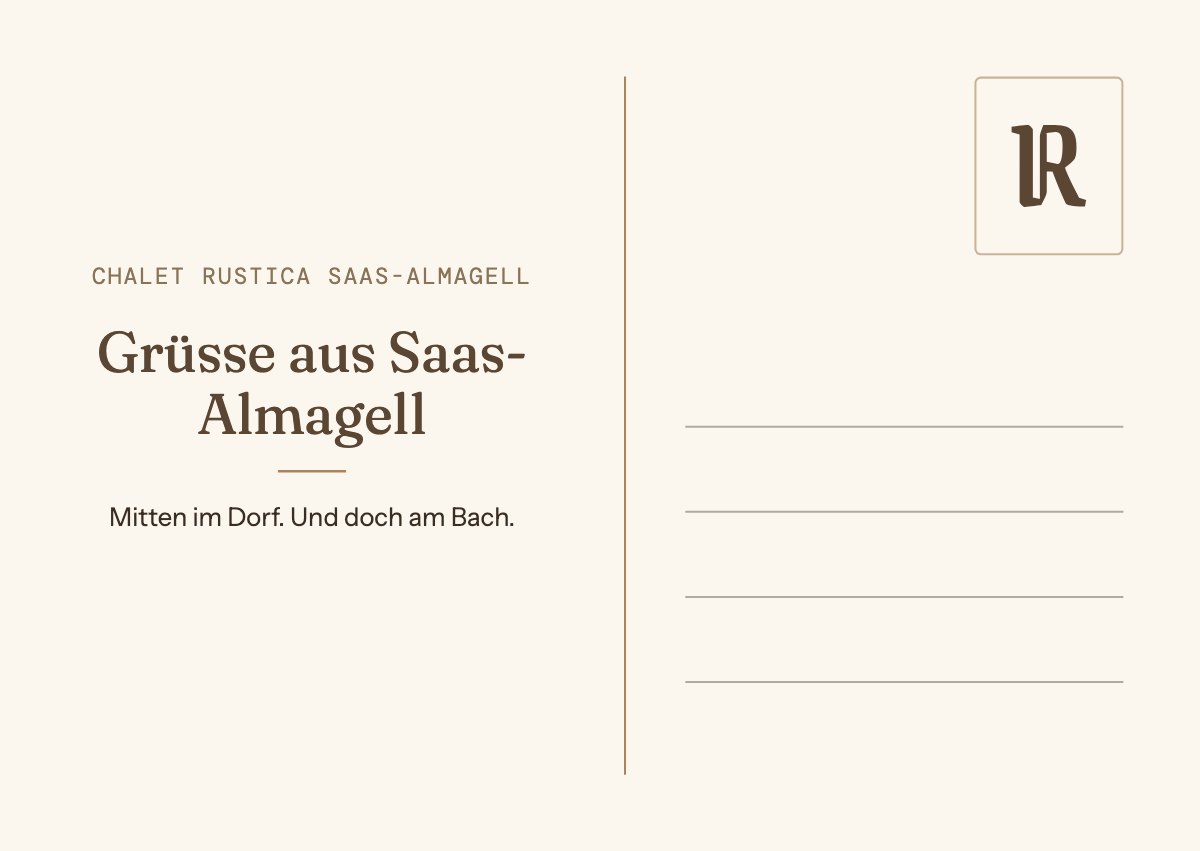 CHALET RUSTICA SAAS-ALMAGELL
Grüsse aus Saas-
Almagell
Mitten im Dorf. Und doch am Bach.
R